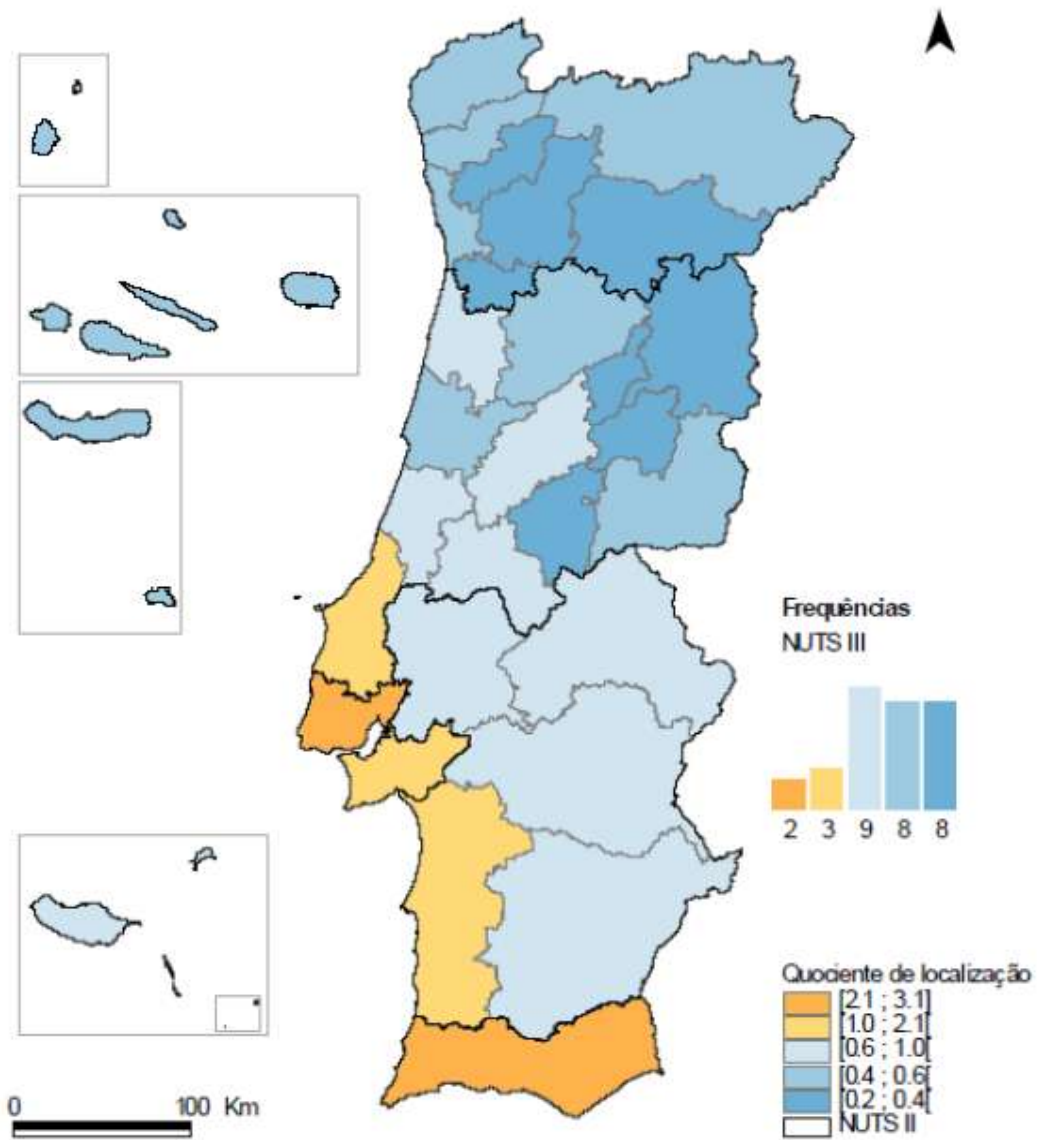 Frequências
NUTS III
2 3 9 8 8
Quociente de localização
[2.1 ; 3.1]
[1.0 ; 2.1[
[0.6 ; 1.0[
[0.4 ; 0.6[
[0.2 ; 0.4[
NUTS II
0 100 Km